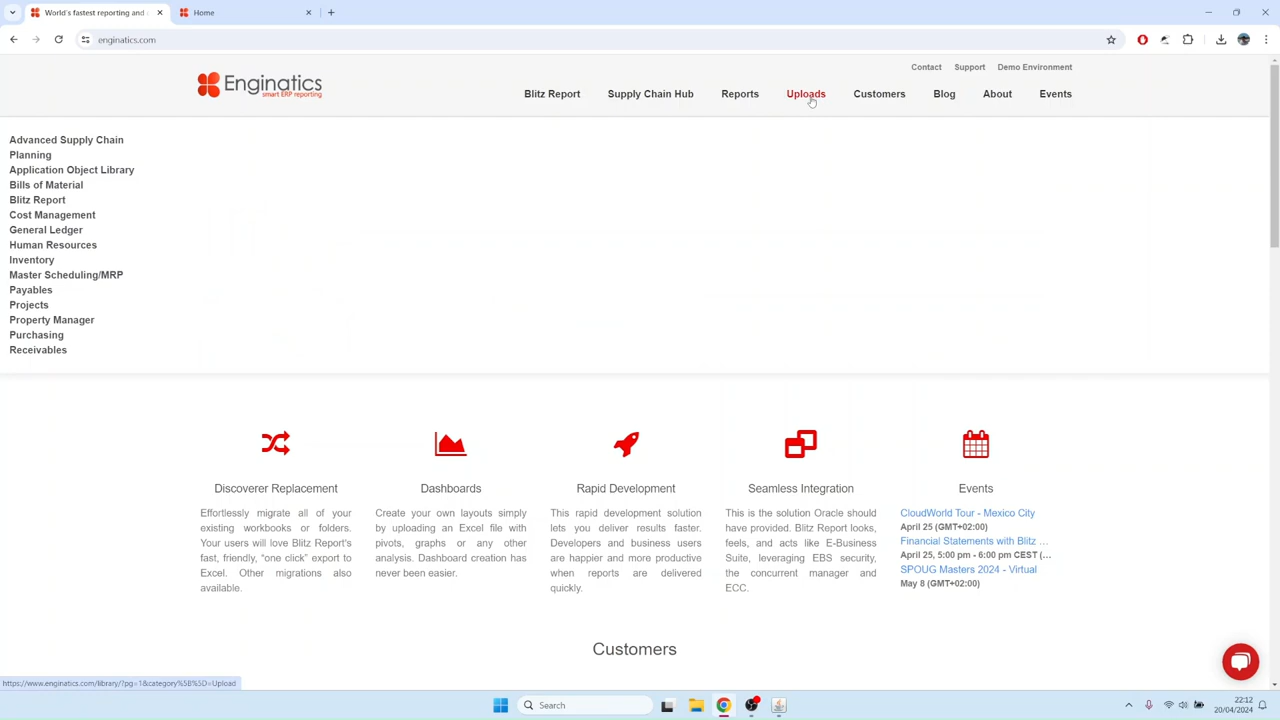 World's fastest reporting and
Home
enginatics.com
Contact Support Demo Environment
Enginatics
smart ERP reporting
Blitz Report Supply Chain Hub Reports Uploads Customers Blog About Events
Advanced Supply Chain
Planning
Application Object Library
Bills of Material
Blitz Report
Cost Management
General Ledger
Human Resources
Inventory
Master Scheduling/MRP
Payables
Projects
Property Manager
Purchasing
Receivables
Discoverer Replacement
Effortlessly migrate all of your
existing workbooks or folders.
Your users will love Blitz Report's
fast, friendly, "one click" export to
Excel. Other migrations also
available.
Dashboards
Create your own layouts simply
by uploading an Excel file with
pivots, graphs or any other
analysis. Dashboard creation has
never been easier.
Rapid Development
This rapid development solution
lets you deliver results faster.
Developers and business users
are happier and more productive
when reports are delivered
quickly.
Seamless Integration
This is the solution Oracle should
have provided. Blitz Report looks,
feels, and acts like E-Business
Suite, leveraging EBS security,
the concurrent manager and
ECC.
Events
CloudWorld Tour - Mexico City
April 25 (GMT+02:00)
Financial Statements with Blitz ...
April 25, 5:00 pm - 6:00 pm CEST (...
SPOUG Masters 2024 - Virtual
May 8 (GMT+02:00)
Customers
https://www.enginatics.com/library/?pg=1&category%5B%5D=Upload
Search
22:12
20/04/2024